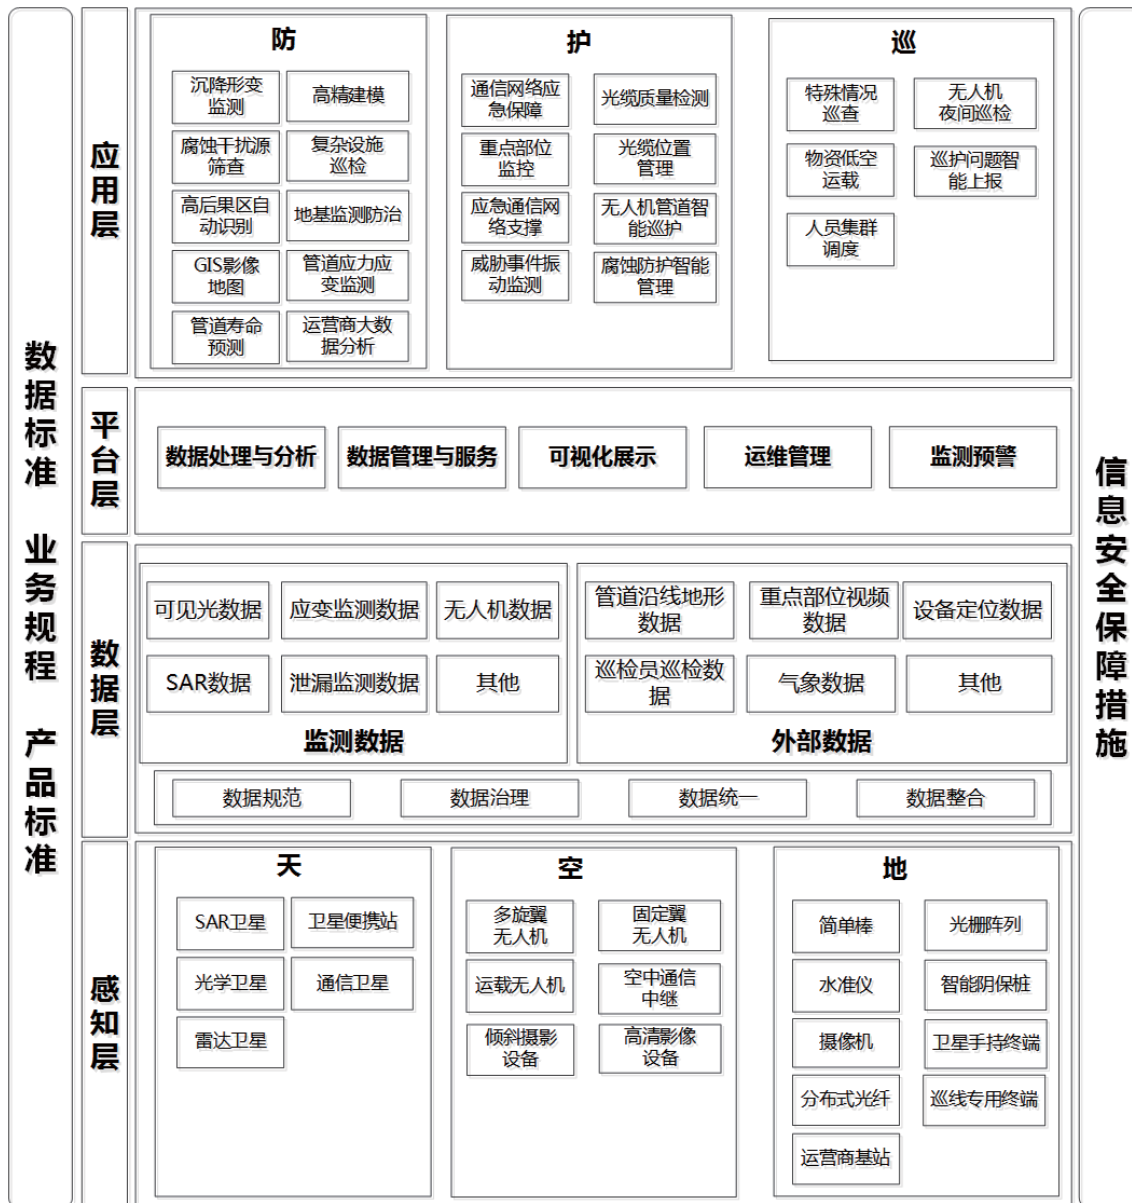 数据标准 业务规程 产品标准
应用层
防
沉降形变
监测
高精建模
腐蚀干扰源
筛查
复杂设施
巡检
高后果区自
动识别
地基监测防治
GIS影像
地图
管道应力应
变监测
管道寿命
预测
运营商大数
据分析
护
通信网络应
急保障
光缆质量检测
重点部位
监控
光缆位置
管理
应急通信网
络支撑
无人机管道智
能巡护
威胁事件振
动监测
腐蚀防护智能
管理
巡
特殊情况
巡查
无人机
夜间巡检
物资低空
运载
巡护问题智
能上报
人员集群
调度
平台层
数据处理与分析
数据管理与服务
可视化展示
运维管理
监测预警
数据层
可见光数据
应变监测数据
无人机数据
SAR数据
泄漏监测数据
其他
监测数据
管道沿线地形
数据
重点部位视频
数据
设备定位数据
巡检员巡检数
据
气象数据
其他
外部数据
数据规范
数据治理
数据统一
数据整合
感知层
天
SAR卫星
卫星便携站
光学卫星
通信卫星
雷达卫星
空
多旋翼
无人机
固定翼
无人机
运载无人机
空中通信
中继
倾斜摄影
设备
高清影像
设备
地
简单棒
光栅阵列
水准仪
智能阴保桩
摄像机
卫星手持终端
分布式光纤
巡线专用终端
运营商基站
信息安全保障措施